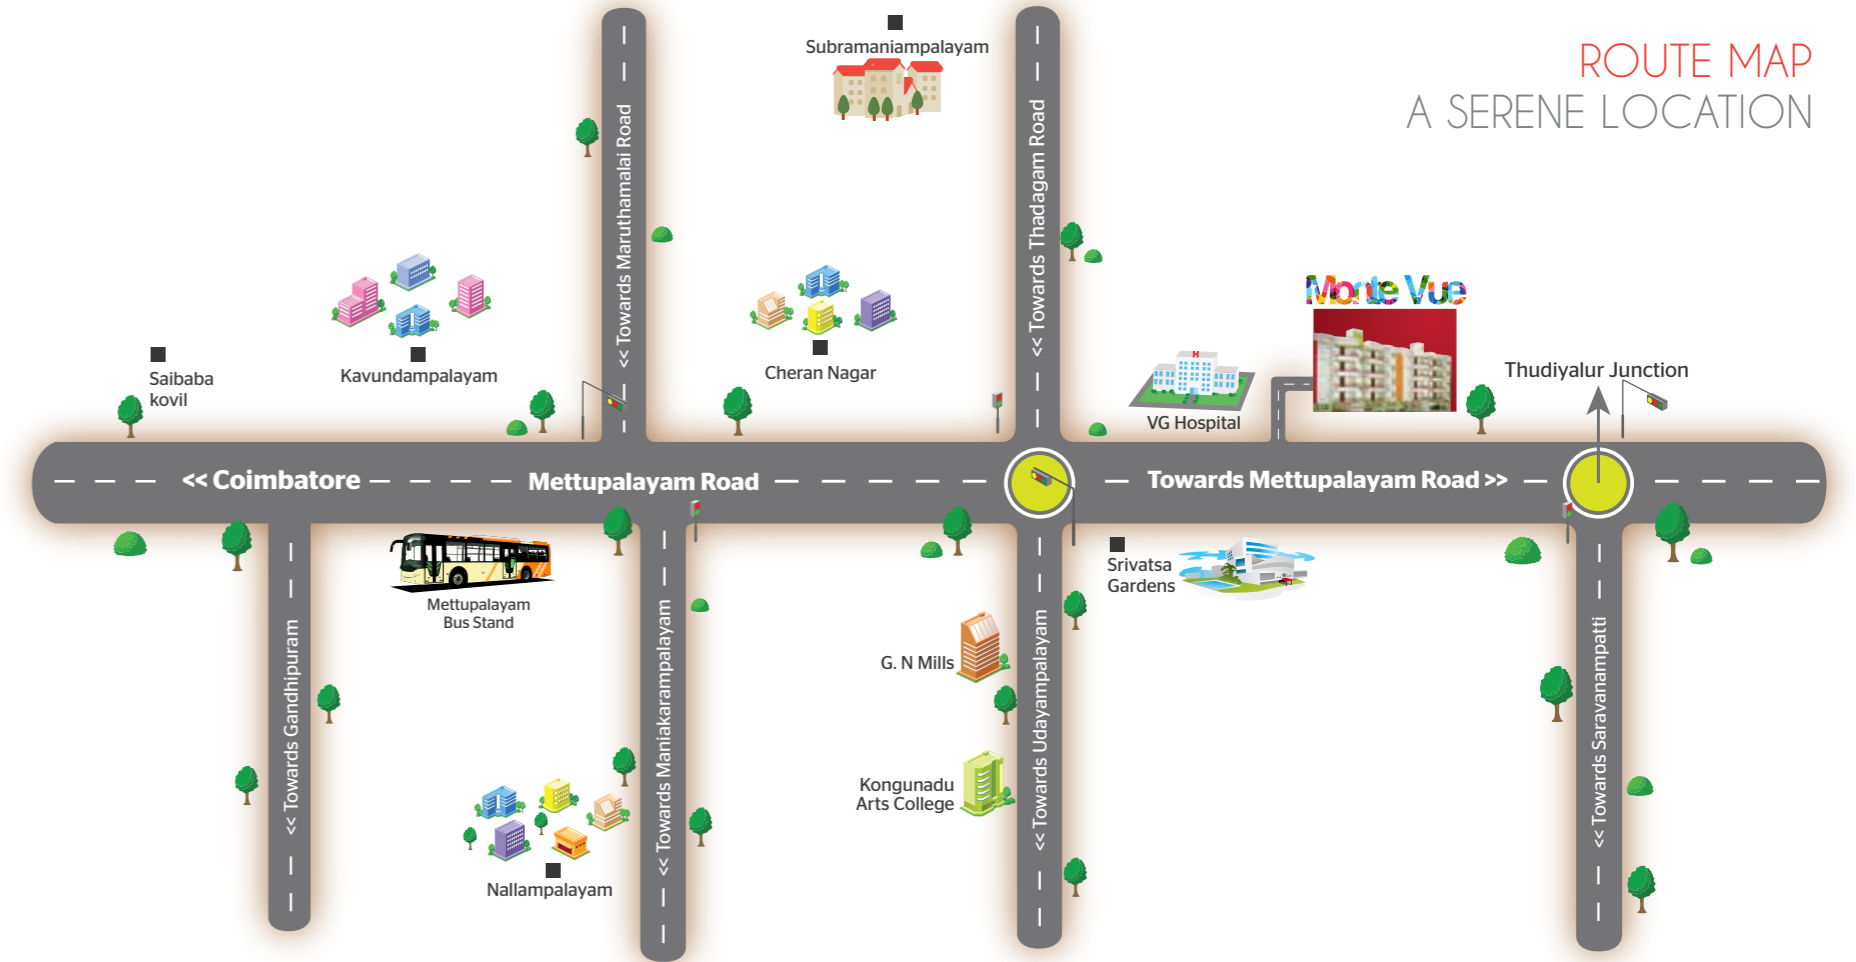 ROUTE MAP
A SERENE LOCATION
Subramaniampalayam
<< Towards Maruthamalai Road
<< Towards Thadagam Road
Monte Vue
Saibaba
kovil
Kavundampalayam
Cheran Nagar
H
VG Hospital
Thudiyalur Junction
<< Coimbatore
Mettupalayam Road
Towards Mettupalayam Road >>
Mettupalayam
Bus Stand
Srivatsa
Gardens
<< Towards Gandhipuram
<< Towards Maniakarampalayam
<< Towards Udayampalayam
<< Towards Saravanampatti
G. N Mills
Kongunadu
Arts College
Nallampalayam